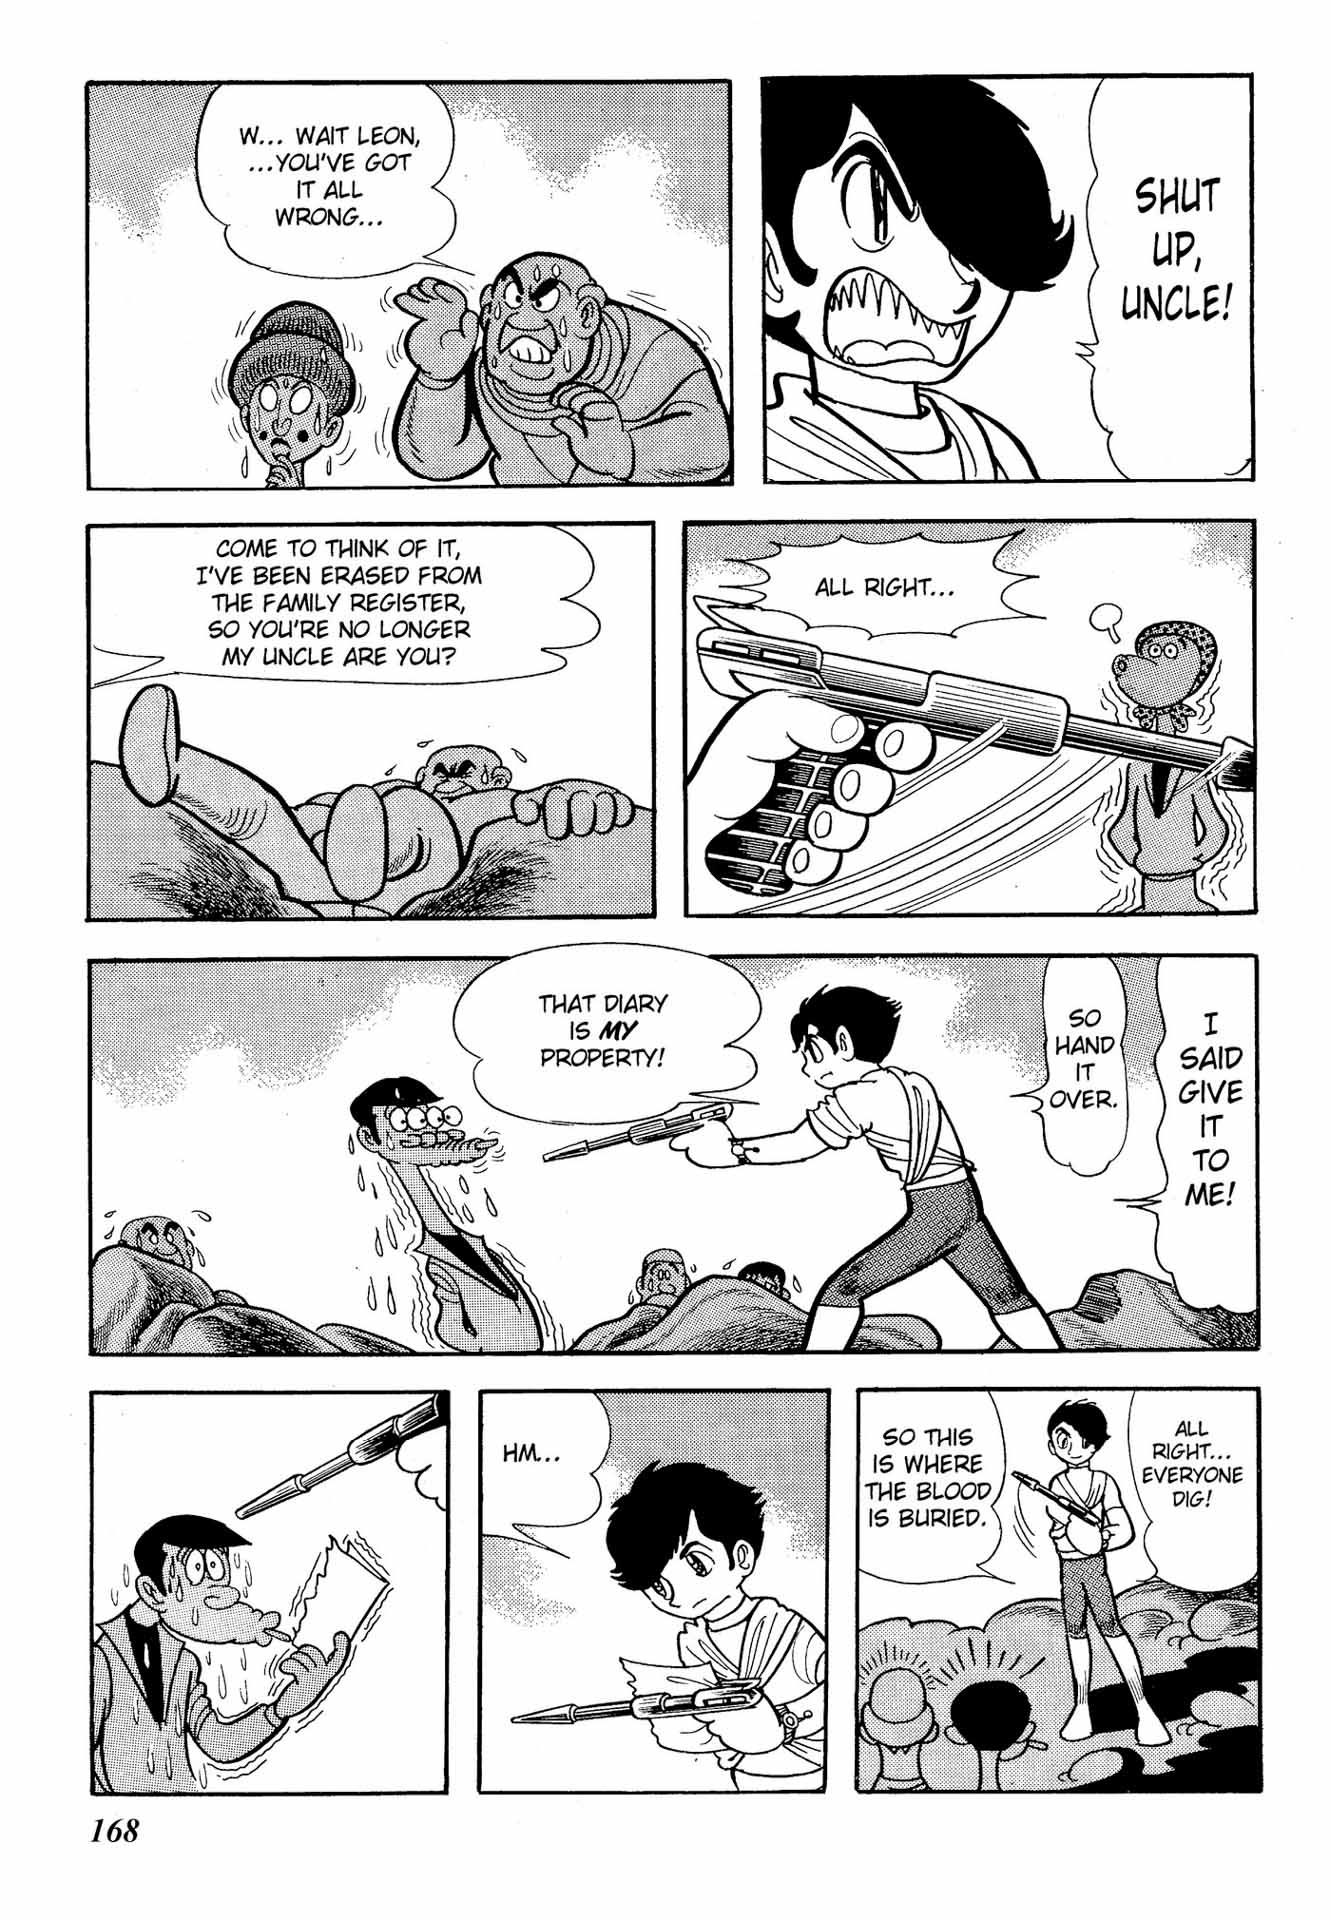 W... WAIT LEON,
...YOU'VE GOT
IT ALL
WRONG...
SHUT
UP,
UNCLE!
COME TO THINK OF IT,
I'VE BEEN ERASED FROM
THE FAMILY REGISTER,
SO YOU'RE NO LONGER
MY UNCLE ARE YOU?
ALL RIGHT...
THAT DIARY
IS MY
PROPERTY!
SO
HAND
IT
OVER.
I
SAID
GIVE
IT
TO
ME!
HM...
SO THIS
IS WHERE
THE BLOOD
IS BURIED.
ALL
RIGHT...
EVERYONE
DIG!
168